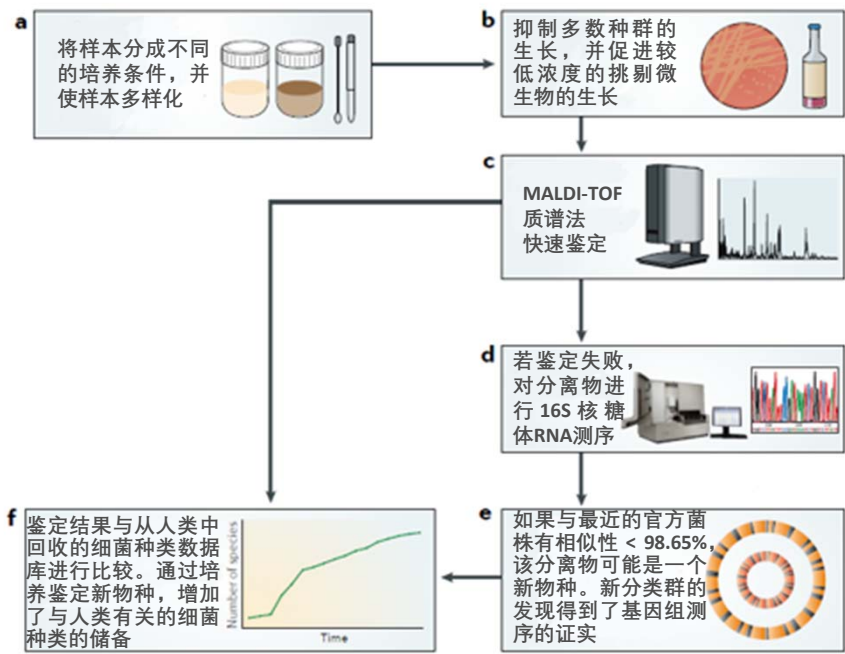 a
将样本分成不同
的培养条件，并
使样本多样化
b
抑制多数种群的
生长，并促进较
低浓度的挑剔微
生物的生长
c
MALDI-TOF
质谱法
快速鉴定
d
若鉴定失败，
对分离物进
行 16S 核 糖
体RNA测序
e
如果与最近的官方菌
株有相似性 < 98.65%，
该分离物可能是一个
新物种。新分类群的
发现得到了基因组测
序的证实
f
鉴定结果与从人类中
回收的细菌种类数据
库进行比较。通过培
养鉴定新物种，增加
了与人类有关的细菌
种类的储备
Number of species
Time